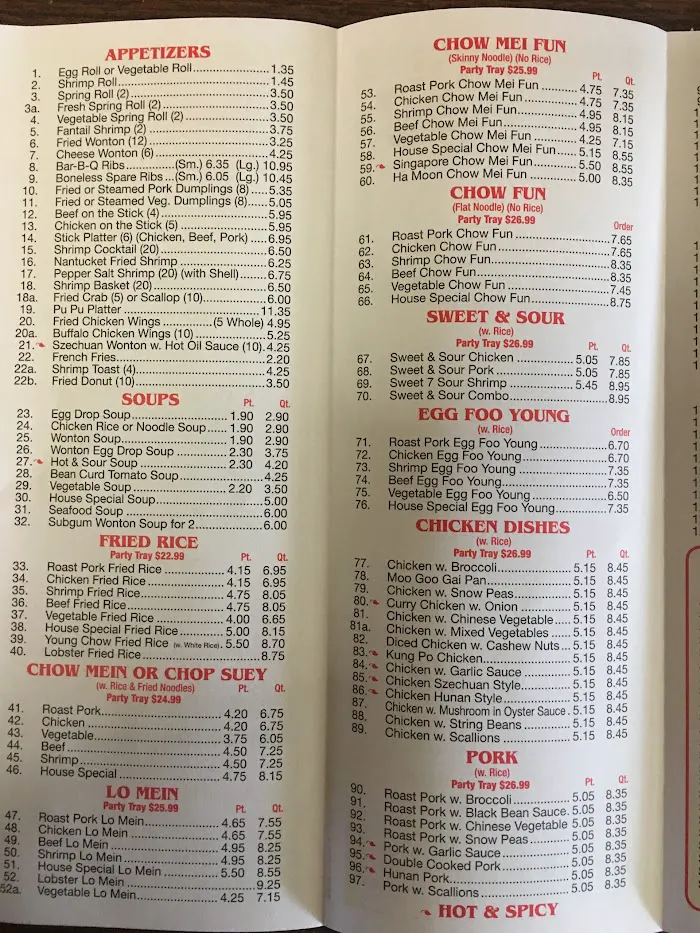 APPETIZERS
1. Egg Roll or Vegetable Roll 1.35
2. Shrimp Roll 1.45
3. Spring Roll (2) 3.50
3a. Fresh Spring Roll (2) 3.50
4. Vegetable Spring Roll (2) 3.50
5. Fantail Shrimp (2) 3.75
6. Fried Wonton (12) 3.25
7. Cheese Wonton (6) 4.25
8. Bar-B-Q Ribs (Sm.) 6.35 (Lg.) 10.95
9. Boneless Spare Ribs (Sm.) 6.05 (Lg.) 10.45
10. Fried or Steamed Pork Dumplings (8) 5.35
11. Fried or Steamed Veg. Dumplings (8) 5.05
12. Beef on the Stick (4) 5.95
13. Chicken on the Stick (5) 5.95
14. Stick Platter (6) (Chicken, Beef, Pork) 6.95
15. Shrimp Cocktail (20) 6.50
16. Nantucket Fried Shrimp 6.25
17. Pepper Salt Shrimp (20) (with Shell) 6.75
18. Shrimp Basket (20) 6.50
18a. Fried Crab (5) or Scallop (10) 6.00
19. Pu Pu Platter 11.35
20. Fried Chicken Wings (5 Whole) 4.95
20a. Buffalo Chicken Wings (10) 5.25
21. Szechuan Wonton w. Hot Oil Sauce (10) 4.25
22. French Fries 2.20
22a. Shrimp Toast (4) 4.25
22b. Fried Donut (10) 3.50
SOUPS Pt. Qt.
23. Egg Drop Soup 1.90 2.90
24. Chicken Rice or Noodle Soup 1.90 2.90
25. Wonton Soup 1.90 2.90
26. Wonton Egg Drop Soup 2.30 3.75
27. Hot & Sour Soup 2.30 4.20
28. Bean Curd Tomato Soup 4.25
29. Vegetable Soup 2.20 3.50
30. House Special Soup 5.00
31. Seafood Soup 6.00
32. Subgum Wonton Soup for 2 6.00
FRIED RICE
Party Tray $22.99 Pt. Qt.
33. Roast Pork Fried Rice 4.15 6.95
34. Chicken Fried Rice 4.15 6.95
35. Shrimp Fried Rice 4.75 8.05
36. Beef Fried Rice 4.75 8.05
37. Vegetable Fried Rice 4.00 6.65
38. House Special Fried Rice 5.00 8.15
39. Young Chow Fried Rice (w. White Rice) 5.50 8.70
40. Lobster Fried Rice 8.75
CHOW MEIN OR CHOP SUEY
(w. Rice & Fried Noodles) Pt. Qt.
Party Tray $24.99
41. Roast Pork 4.20 6.75
42. Chicken 4.20 6.75
43. Vegetable 3.75 6.05
44. Beef 4.50 7.25
45. Shrimp 4.50 7.25
46. House Special 4.75 8.15
LO MEIN
Party Tray $25.99 Pt. Qt.
47. Roast Pork Lo Mein 4.65 7.55
48. Chicken Lo Mein 4.65 7.55
49. Beef Lo Mein 4.95 8.25
50. Shrimp Lo Mein 4.95 8.25
51. House Special Lo Mein 5.50 8.55
52. Lobster Lo Mein 9.25
52a. Vegetable Lo Mein 4.25 7.15
CHOW MEI FUN
(Skinny Noodle) (No Rice)
Party Tray $25.99 Pt. Qt.
53. Roast Pork Chow Mei Fun 4.75 7.35
54. Chicken Chow Mei Fun 4.75 7.35
55. Shrimp Chow Mei Fun 4.95 8.15
56. Beef Chow Mei Fun 4.95 8.15
57. Vegetable Chow Mei Fun 4.25 7.15
58. House Special Chow Mei Fun 5.15 8.55
59. Singapore Chow Mei Fun 5.50 8.55
60. Ha Moon Chow Mei Fun 5.00 8.35
CHOW FUN
(Flat Noodle) (No Rice)
Party Tray $26.99 Order
61. Roast Pork Chow Fun 7.65
62. Chicken Chow Fun 7.65
63. Shrimp Chow Fun 8.35
64. Beef Chow Fun 8.35
65. Vegetable Chow Fun 7.45
66. House Special Chow Fun 8.75
SWEET & SOUR
(w. Rice)
Party Tray $26.99 Pt. Qt.
67. Sweet & Sour Chicken 5.05 7.85
68. Sweet & Sour Pork 5.05 7.85
69. Sweet 7 Sour Shrimp 5.45 8.95
70. Sweet & Sour Combo 8.95
EGG FOO YOUNG
(w. Rice) Order
71. Roast Pork Egg Foo Young 6.70
72. Chicken Egg Foo Young 6.70
73. Shrimp Egg Foo Young 7.35
74. Beef Egg Foo Young 7.35
75. Vegetable Egg Foo Young 6.50
76. House Special Egg Foo Young 7.35
CHICKEN DISHES
(w. Rice)
Party Tray $26.99 Pt. Qt.
77. Chicken w. Broccoli 5.15 8.45
78. Moo Goo Gai Pan 5.15 8.45
79. Chicken w. Snow Peas 5.15 8.45
80. Curry Chicken w. Onion 5.15 8.45
81. Chicken w. Chinese Vegetable 5.15 8.45
81a. Chicken w. Mixed Vegetables 5.15 8.45
82. Diced Chicken w. Cashew Nuts 5.15 8.45
83. Kung Po Chicken 5.15 8.45
84. Chicken w. Garlic Sauce 5.15 8.45
85. Chicken Szechuan Style 5.15 8.45
86. Chicken Hunan Style 5.15 8.45
87. Chicken w. Mushroom in Oyster Sauce 5.15 8.45
88. Chicken w. String Beans 5.15 8.45
89. Chicken w. Scallions 5.15 8.45
PORK
(w. Rice)
Party Tray $26.99 Pt. Qt.
90. Roast Pork w. Broccoli 5.05 8.35
91. Roast Pork w. Black Bean Sauce 5.05 8.35
92. Roast Pork w. Chinese Vegetable 5.05 8.35
93. Roast Pork w. Snow Peas 5.05 8.35
94. Pork w. Garlic Sauce 5.05 8.35
95. Double Cooked Pork 5.05 8.35
96. Hunan Pork 5.05 8.35
97. Pork w. Scallions 5.05 8.35
HOT & SPICY